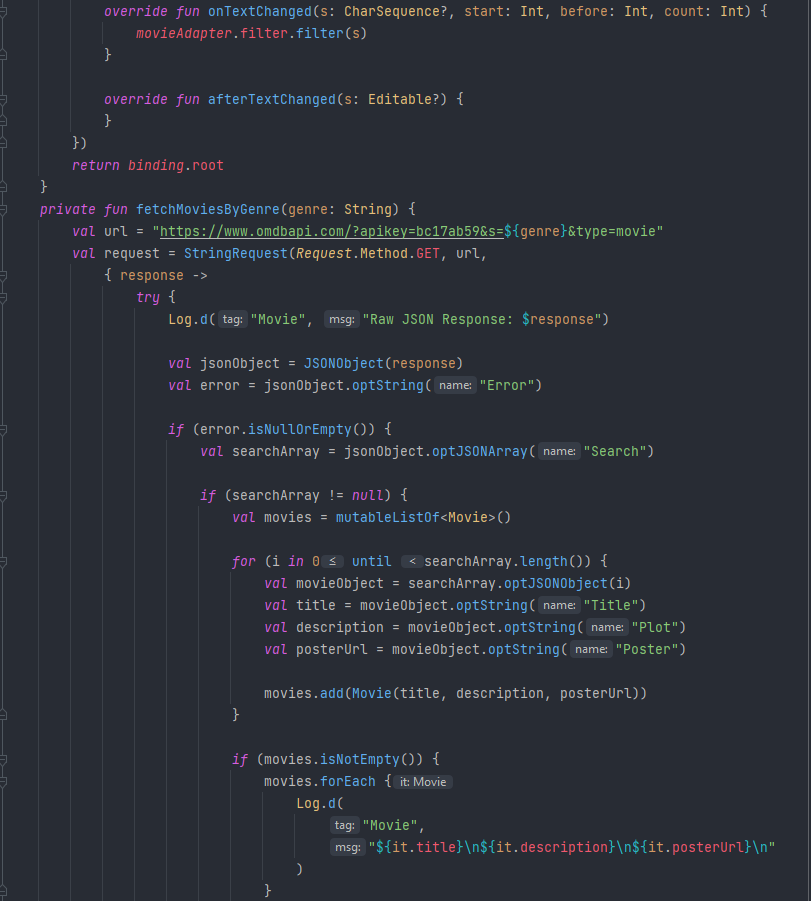 override fun onTextChanged(s: CharSequence?, start: Int, before: Int, count: Int) {
movieAdapter.filter.filter(s)
}
override fun afterTextChanged(s: Editable?) {
}
})
return binding.root
}
private fun fetchMoviesByGenre(genre: String) {
val url = "https://www.omdbapi.com/?apikey=bc17ab59&s=${genre}&type=movie"
val request = StringRequest(Request.Method.GET, url,
{ response ->
try {
Log.d( tag: "Movie", msg: "Raw JSON Response: $response")
val jsonObject = JSONObject(response)
val error = jsonObject.optString( name: "Error")
if (error.isNullOrEmpty()) {
val searchArray = jsonObject.optJSONArray( name: "Search")
if (searchArray != null) {
val movies = mutableListOf<Movie>()
for (i in 0 ≤ until < searchArray.length()) {
val movieObject = searchArray.optJSONObject(i)
val title = movieObject.optString( name: "Title")
val description = movieObject.optString( name: "Plot")
val posterUrl = movieObject.optString( name: "Poster")
movies.add(Movie(title, description, posterUrl))
}
if (movies.isNotEmpty()) {
movies.forEach { it: Movie
Log.d(
tag: "Movie",
msg: "${it.title}\n${it.description}\n${it.posterUrl}\n"
)
}